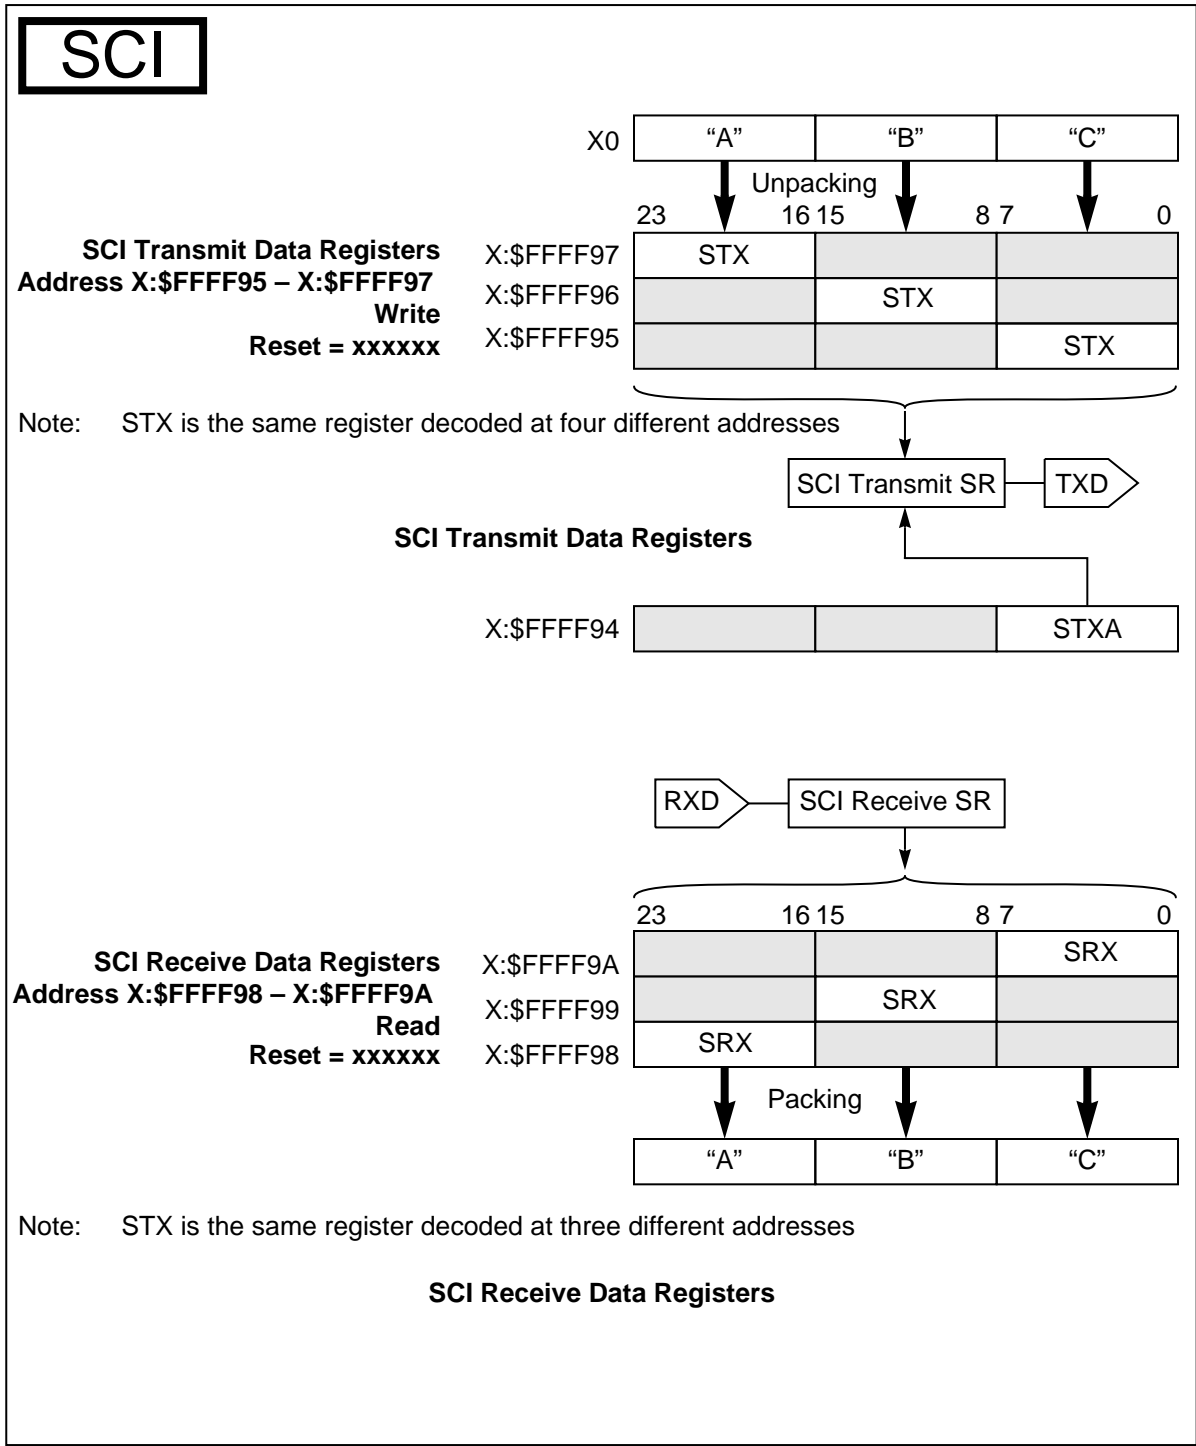 SCI
X0 “A” “B” “C”
Unpacking
23 16 15 8 7 0
SCI Transmit Data Registers X:$FFFF97 STX
Address X:$FFFF95 – X:$FFFF97 X:$FFFF96 STX
Write
Reset = xxxxxx X:$FFFF95 STX
Note: STX is the same register decoded at four different addresses
SCI Transmit SR TXD
SCI Transmit Data Registers
X:$FFFF94 STXA
RXD SCI Receive SR
23 16 15 8 7 0
SCI Receive Data Registers X:$FFFF9A SRX
Address X:$FFFF98 – X:$FFFF9A X:$FFFF99 SRX
Read
Reset = xxxxxx X:$FFFF98 SRX
Packing
“A” “B” “C”
Note: STX is the same register decoded at three different addresses
SCI Receive Data Registers